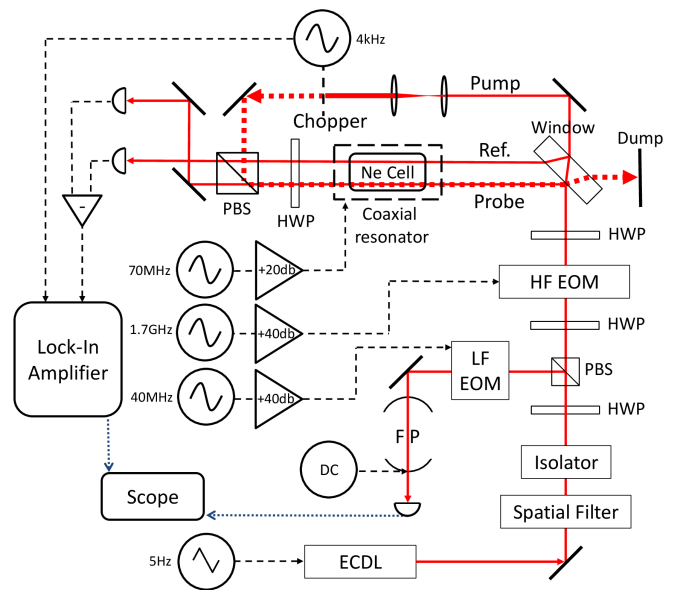 4kHz
Pump
Chopper
Window
Dump
Ref.
Ne Cell
Probe
PBS
HWP
Coaxial
resonator
-
HWP
70MHz
+20db
HF EOM
1.7GHz
+40db
HWP
Lock-In
Amplifier
LF
EOM
PBS
40MHz
+40db
HWP
FP
DC
Isolator
Scope
Spatial Filter
5Hz
ECDL